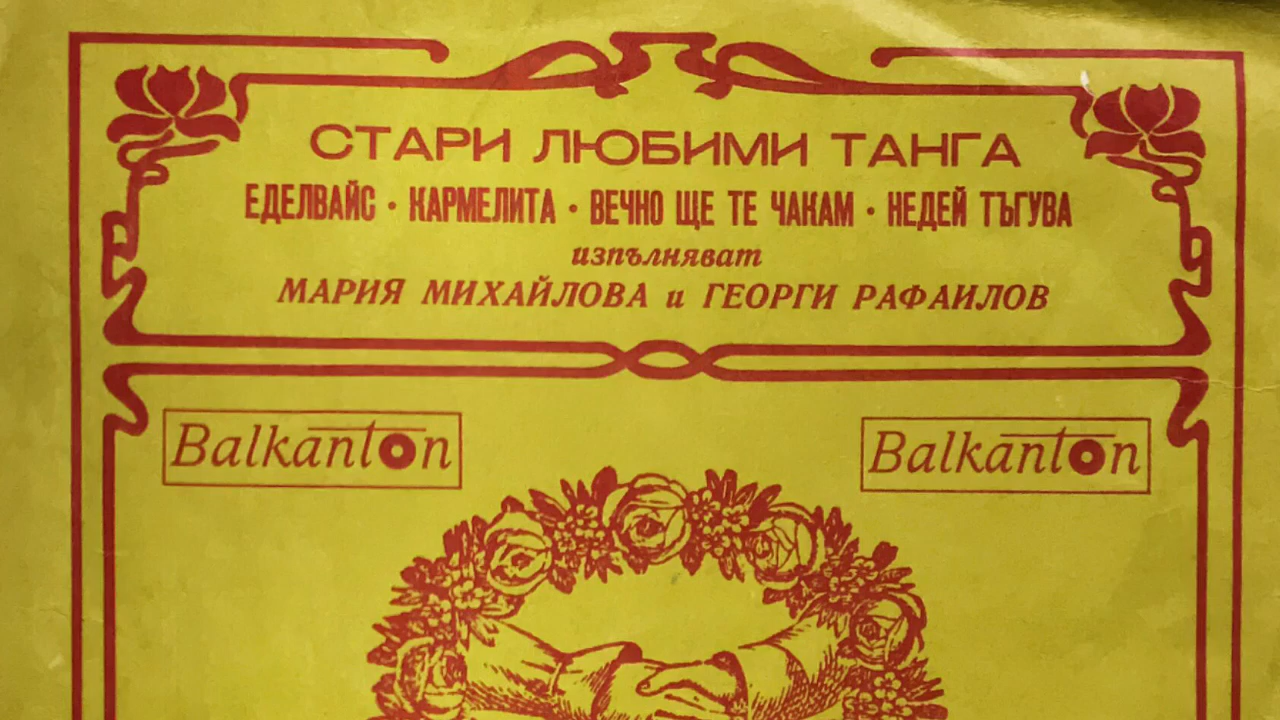 СТАРИ ЛЮБИМИ ТАНГА
ЕДЕЛВАЙС · КАРМЕЛИТА · ВЕЧНО ЩЕ ТЕ ЧАКАМ · НЕДЕЙ ТЪГУВА
изпълняват
МАРИЯ МИХАЙЛОВА и ГЕОРГИ РАФАИЛОВ
Balkanton Balkanton